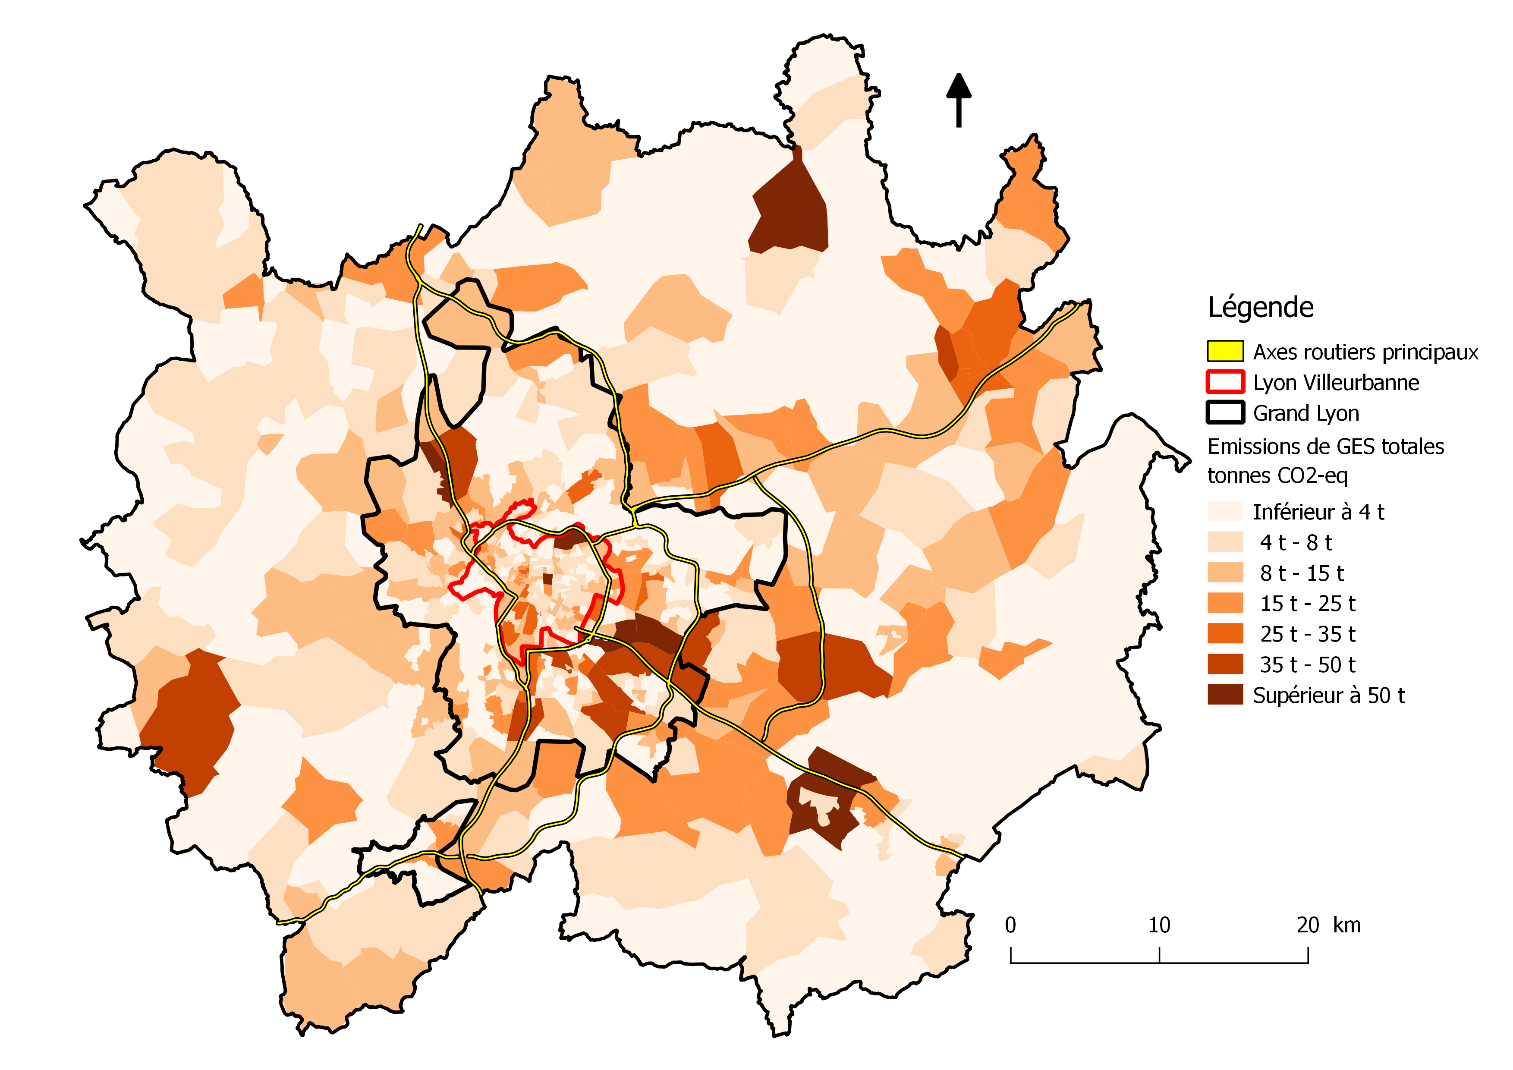 Légende
Axes routiers principaux
Lyon Villeurbanne
Grand Lyon
Emissions de GES totales
tonnes CO2-eq
Inférieur à 4 t
4 t - 8 t
8 t - 15 t
15 t - 25 t
25 t - 35 t
35 t - 50 t
Supérieur à 50 t
0 10 20 km